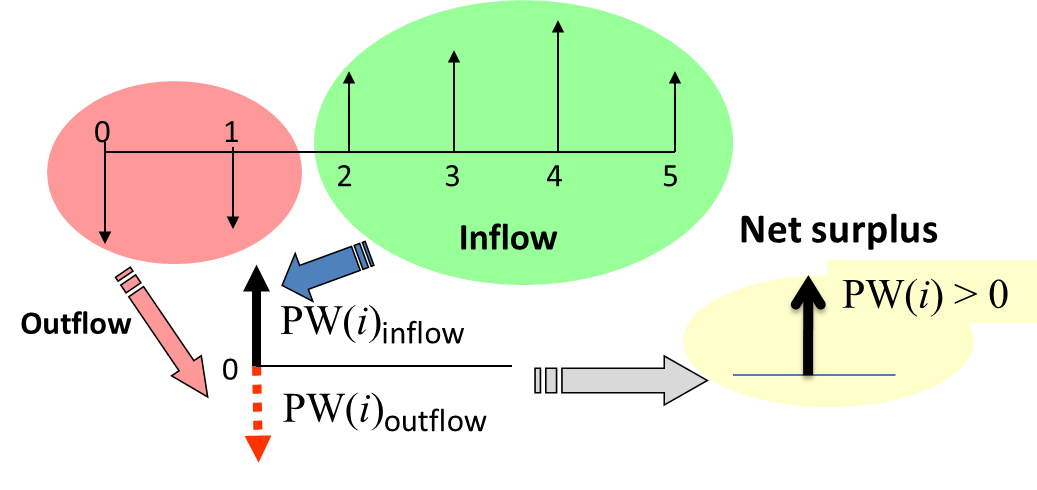 0 1
2 3 4 5
Inflow
Net surplus
PW(i) > 0
Outflow
PW(i)inflow
0
PW(i)outflow